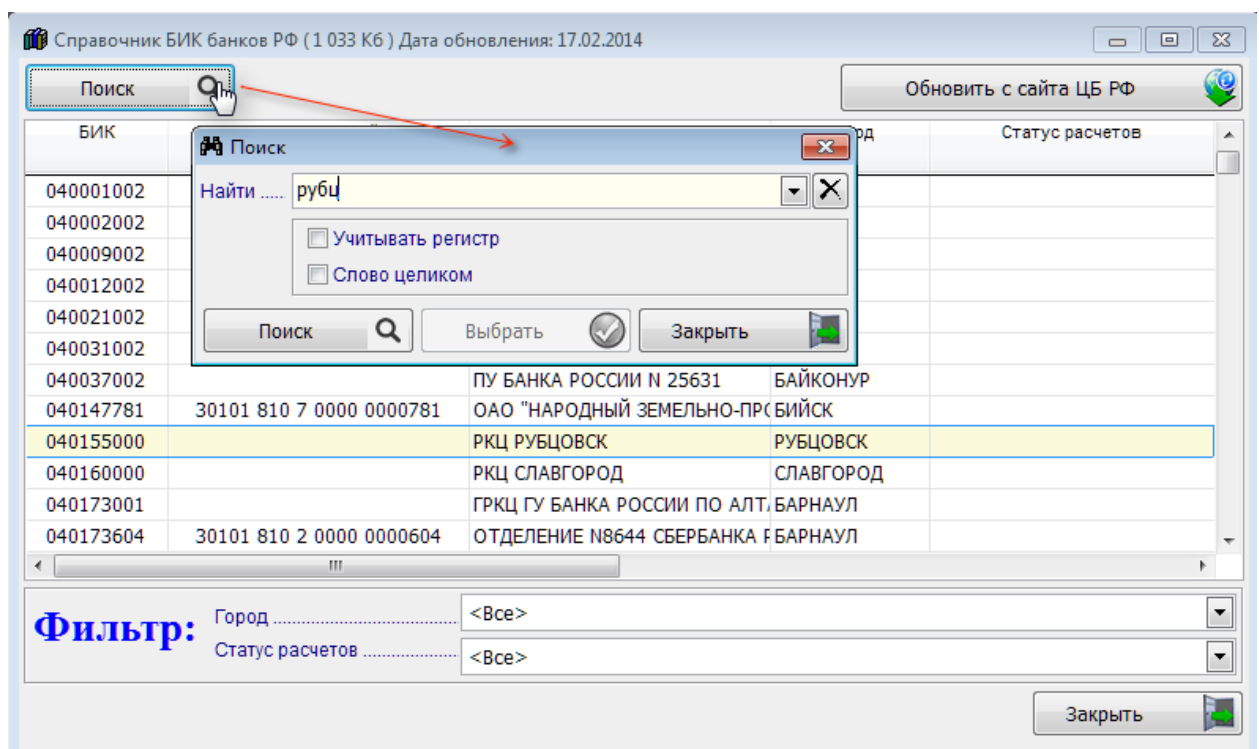 Справочник БИК банков РФ ( 1 033 Кб ) Дата обновления: 17.02.2014
Поиск Обновить с сайта ЦБ РФ
БИК Статус расчетов
Поиск
Найти ...... рубц
Учитывать регистр
Слово целиком
Поиск Выбрать Закрыть
040001002
040002002
040009002
040012002
040021002
040031002
040037002 ПУ БАНКА РОССИИ N 25631 БАЙКОНУР
040147781 30101 810 7 0000 0000781 ОАО "НАРОДНЫЙ ЗЕМЕЛЬНО-ПРО БИЙСК
040155000 РКЦ РУБЦОВСК РУБЦОВСК
040160000 РКЦ СЛАВГОРОД СЛАВГОРОД
040173001 ГРКЦ ГУ БАНКА РОССИИ ПО АЛТА БАРНАУЛ
040173604 30101 810 2 0000 0000604 ОТДЕЛЕНИЕ N8644 СБЕРБАНКА БАРНАУЛ
Фильтр:
Город <Все>
Статус расчетов <Все>
Закрыть